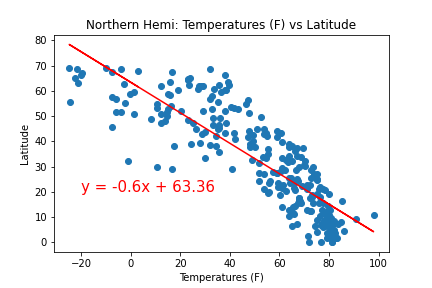 Northern Hemi: Temperatures (F) vs Latitude
80
70
60
50
40
30
20
10
0
Latitude
y = -0.6x + 63.36
−20 0 20 40 60 80 100
Temperatures (F)